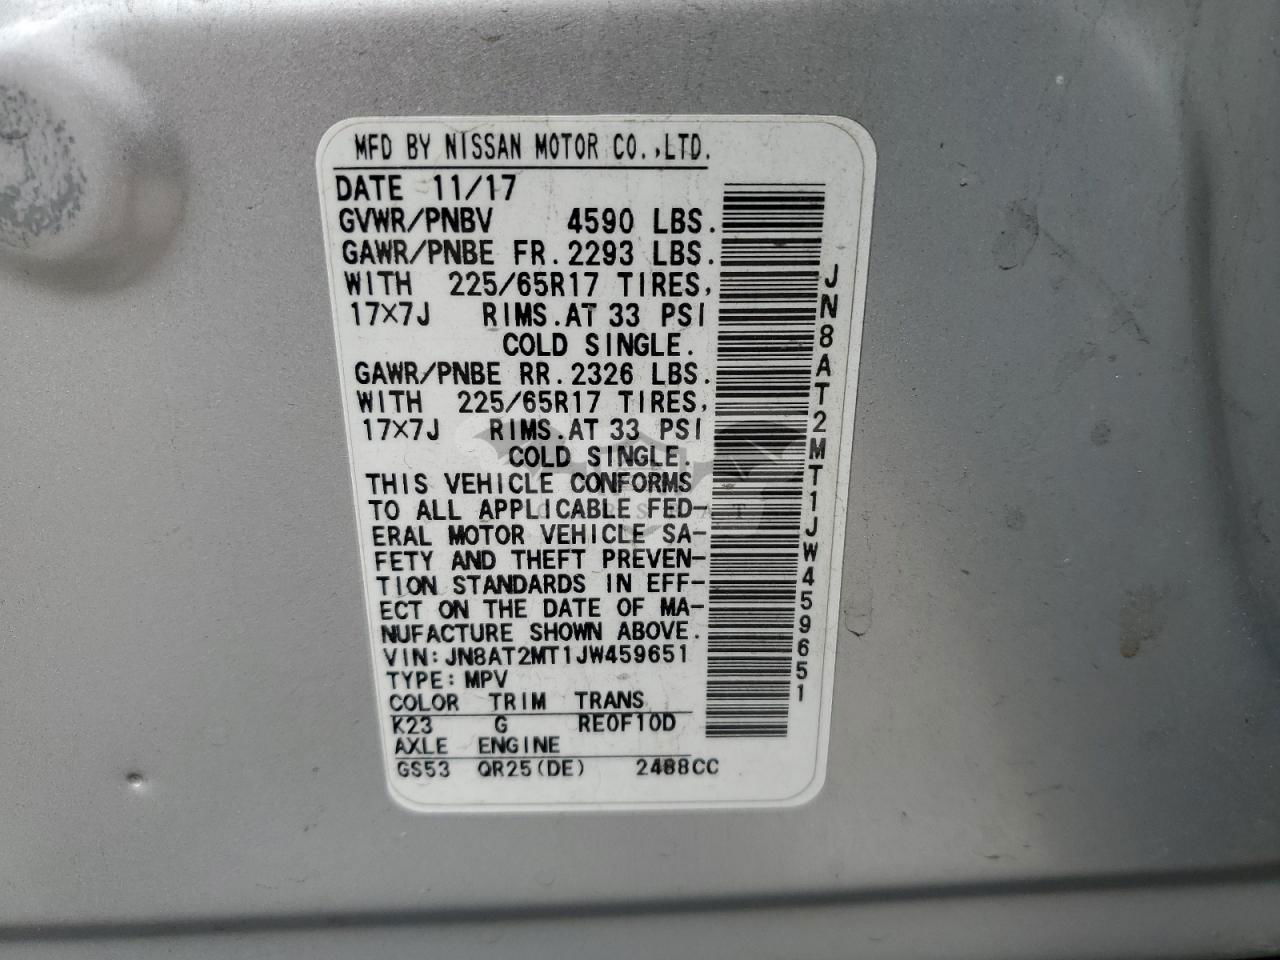 MFD BY NISSAN MOTOR CO.,LTD.
DATE 11/17
GVWR/PNBV 4590 LBS.
GAWR/PNBE FR. 2293 LBS.
WITH 225/65R17 TIRES,
17×7J RIMS. AT 33 PSI
COLD SINGLE.
GAWR/PNBE RR. 2326 LBS.
WITH 225/65R17 TIRES,
17×7J RIMS. AT 33 PSI
COLD SINGLE.
THIS VEHICLE CONFORMS
TO ALL APPLICABLE FED-
ERAL MOTOR VEHICLE SA-
FETY AND THEFT PREVEN-
TION STANDARDS IN EFF-
ECT ON THE DATE OF MA-
NUFACTURE SHOWN ABOVE.
VIN: JN8AT2MT1JW459651
TYPE: MPV
COLOR TRIM TRANS
K23 G RE0F10D
AXLE ENGINE
GS53 QR25(DE) 2488CC
JN8AT2MT1JW459651